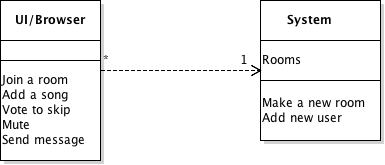 UI/Browser
Join a room
Add a song
Vote to skip
Mute
Send message
* 1
System
Rooms
Make a new room
Add new user